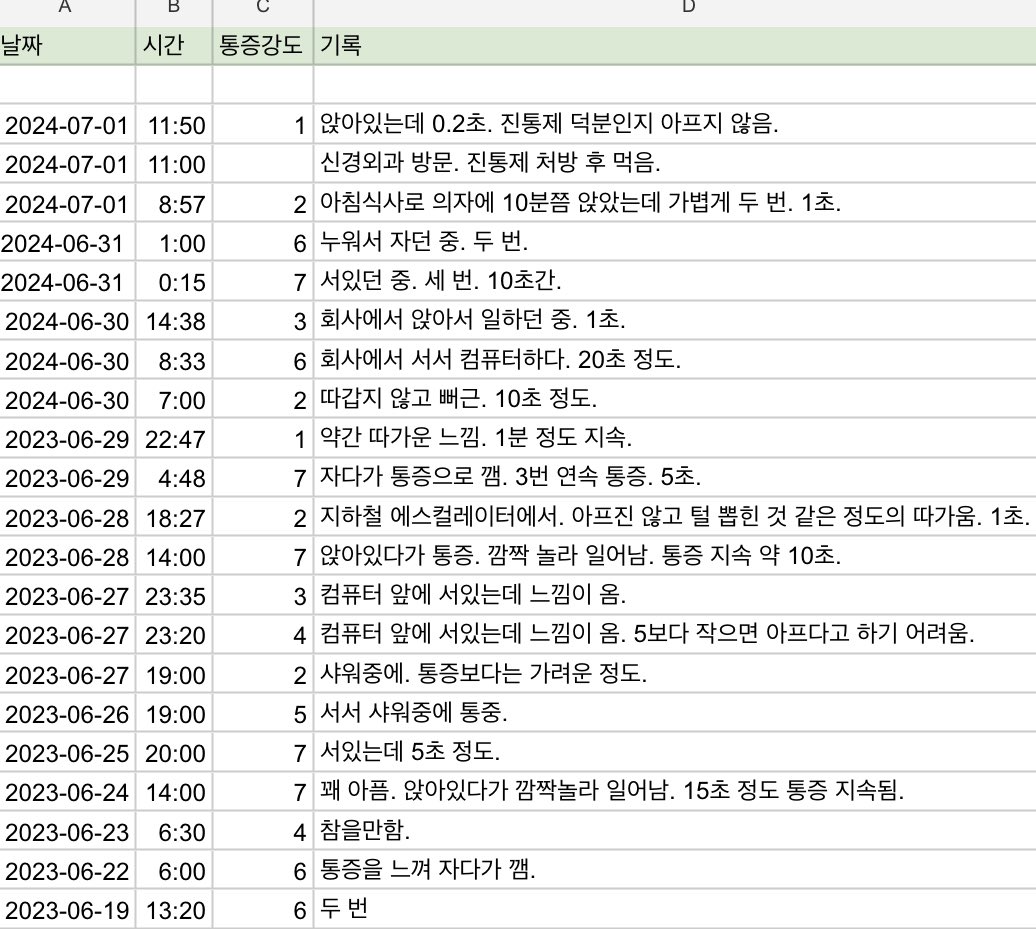 A B C D
날짜 시간 통증강도 기록
2024-07-01 11:50 1 앉아있는데 0.2초. 진통제 덕분인지 아프지 않음.
2024-07-01 11:00 신경외과 방문. 진통제 처방 후 먹음.
2024-07-01 8:57 2 아침식사로 의자에 10분쯤 앉았는데 가볍게 두 번. 1초.
2024-06-31 1:00 6 누워서 자던 중. 두 번.
2024-06-31 0:15 7 서있던 중. 세 번. 10초간.
2024-06-30 14:38 3 회사에서 앉아서 일하던 중. 1초.
2024-06-30 8:33 6 회사에서 서서 컴퓨터하다. 20초 정도.
2024-06-30 7:00 2 따갑지 않고 뻐근. 10초 정도.
2023-06-29 22:47 1 약간 따가운 느낌. 1분 정도 지속.
2023-06-29 4:48 7 자다가 통증으로 깸. 3번 연속 통증. 5초.
2023-06-28 18:27 2 지하철 에스컬레이터에서. 아프진 않고 털 뽑힌 것 같은 정도의 따가움. 1초.
2023-06-28 14:00 7 앉아있다가 통증. 깜짝 놀라 일어남. 통증 지속 약 10초.
2023-06-27 23:35 3 컴퓨터 앞에 서있는데 느낌이 옴.
2023-06-27 23:20 4 컴퓨터 앞에 서있는데 느낌이 옴. 5보다 작으면 아프다고 하기 어려움.
2023-06-27 19:00 2 샤워중에. 통증보다는 가려운 정도.
2023-06-26 19:00 5 서서 샤워중에 통중.
2023-06-25 20:00 7 서있는데 5초 정도.
2023-06-24 14:00 7 꽤 아픔. 앉아있다가 깜짝놀라 일어남. 15초 정도 통증 지속됨.
2023-06-23 6:30 4 참을만함.
2023-06-22 6:00 6 통증을 느껴 자다가 깸.
2023-06-19 13:20 6 두 번